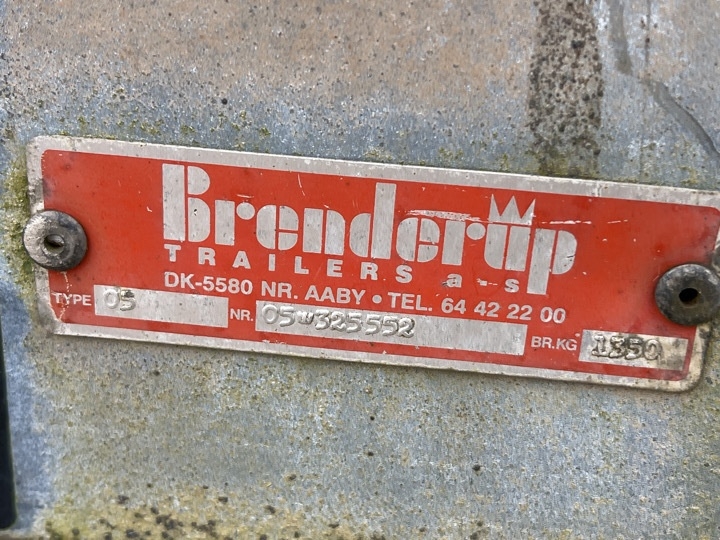 Brenderup
TRAILERS a-s
DK-5580 NR. AABY • TEL. 64 42 22 00
TYPE 05 NR. 05W325552 BR.KG 1350